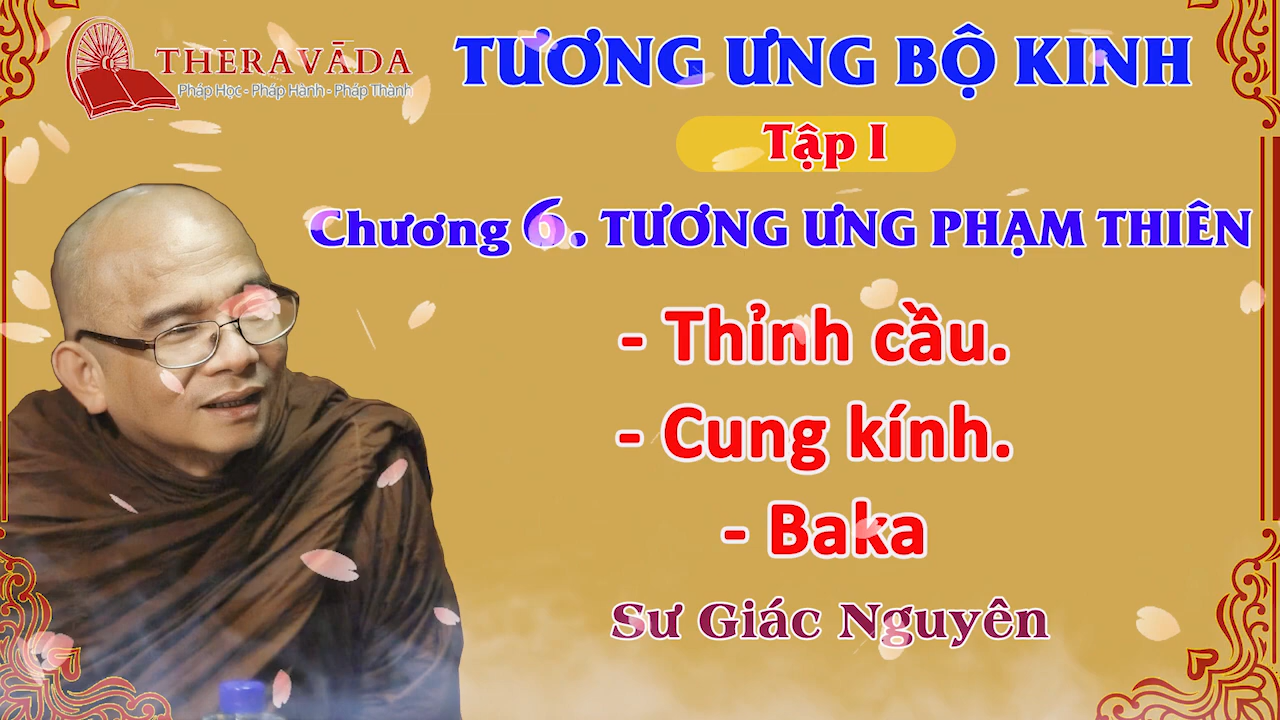 THERAVĀDA
Pháp Học - Pháp Hành - Pháp Thành
TƯƠNG ƯNG BỘ KINH
Tập I
Chương 6. TƯƠNG ƯNG PHẠM THIÊN
- Thỉnh cầu.
- Cung kính.
- Baka
Sư Giác Nguyên